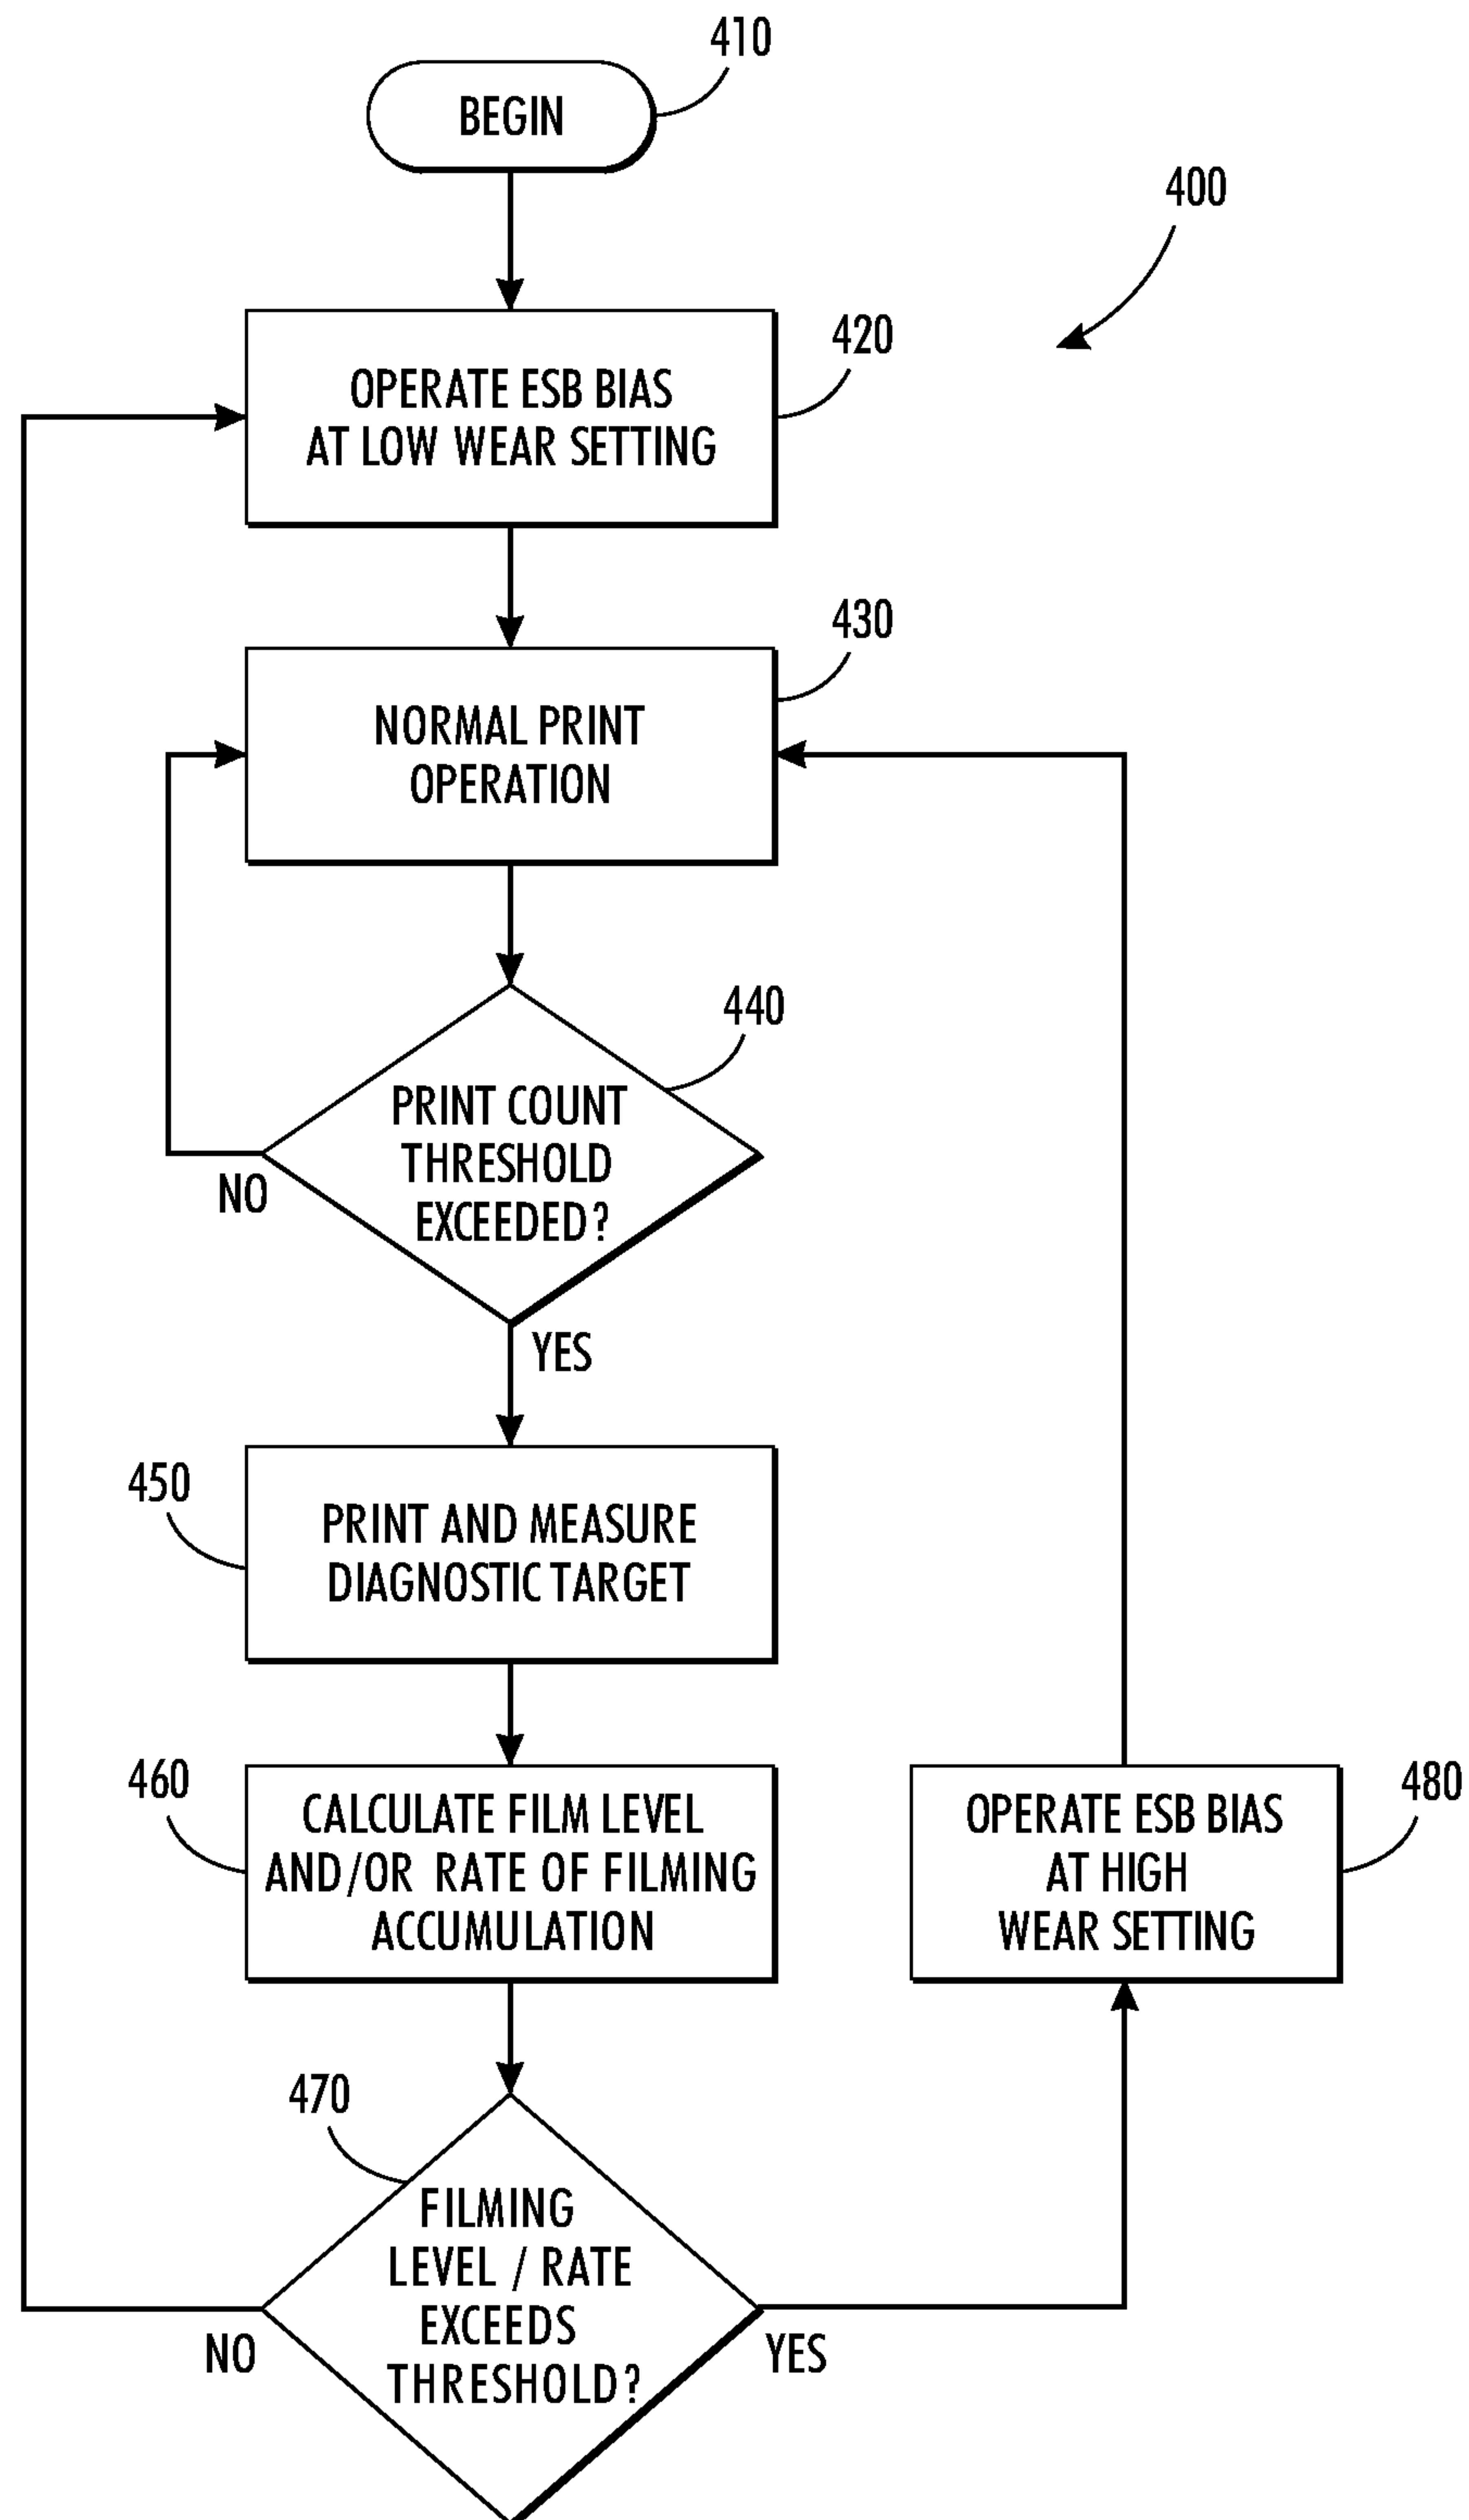 410
BEGIN
400
420
OPERATE ESB BIAS
AT LOW WEAR SETTING
430
NORMAL PRINT
OPERATION
440
PRINT COUNT
THRESHOLD
EXCEEDED?
NO
YES
450
PRINT AND MEASURE
DIAGNOSTIC TARGET
460
CALCULATE FILM LEVEL
AND/OR RATE OF FILMING
ACCUMULATION
480
OPERATE ESB BIAS
AT HIGH
WEAR SETTING
470
FILMING
LEVEL / RATE
EXCEEDS
THRESHOLD?
NO
YES